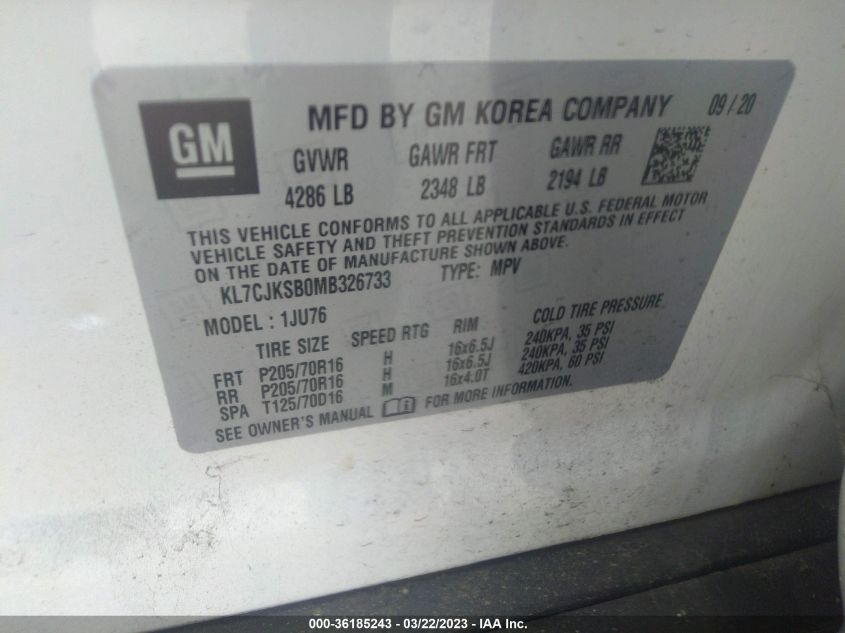 GM
MFD BY GM KOREA COMPANY 09/20
GVWR GAWR FRT GAWR RR
4286 LB 2348 LB 2194 LB
THIS VEHICLE CONFORMS TO ALL APPLICABLE U.S. FEDERAL MOTOR
VEHICLE SAFETY AND THEFT PREVENTION STANDARDS IN EFFECT
ON THE DATE OF MANUFACTURE SHOWN ABOVE.
KL7CJKSB0MB326733 TYPE: MPV
MODEL : 1JU76
TIRE SIZE SPEED RTG RIM COLD TIRE PRESSURE
FRT P205/70R16 H 16x6.5J 240KPA, 35 PSI
RR P205/70R16 H 16x6.5J 240KPA, 35 PSI
SPA T125/70D16 M 16x4.0T 420KPA, 60 PSI
SEE OWNER'S MANUAL FOR MORE INFORMATION.
000-36185243 - 03/22/2023 - IAA Inc.